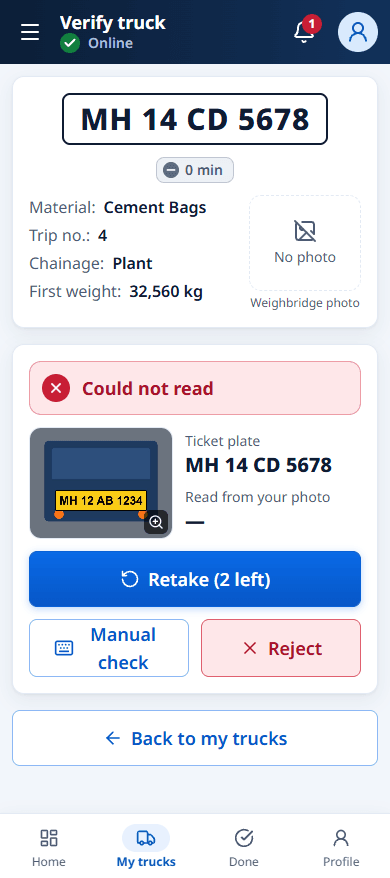 Verify truck
Online
1
MH 14 CD 5678
0 min
Material: Cement Bags
Trip no.: 4
Chainage: Plant
First weight: 32,560 kg
No photo
Weighbridge photo
Could not read
MH 12 AB 1234
Ticket plate
MH 14 CD 5678
Read from your photo
—
Retake (2 left)
Manual
check
Reject
Back to my trucks
Home
My trucks
Done
Profile